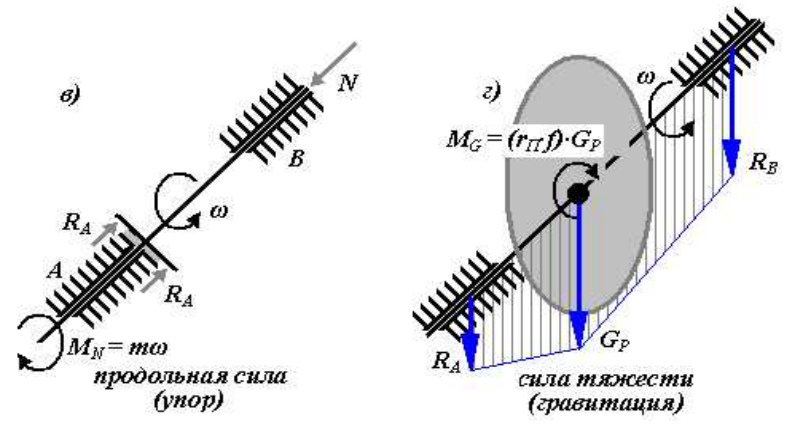 в)
N
B
ω
R_A
A
R_A
M_N = mω
продольная сила
(упор)
г)
ω
M_G = (r_П f)·G_P
R_B
R_A
G_P
сила тяжести
(гравитация)